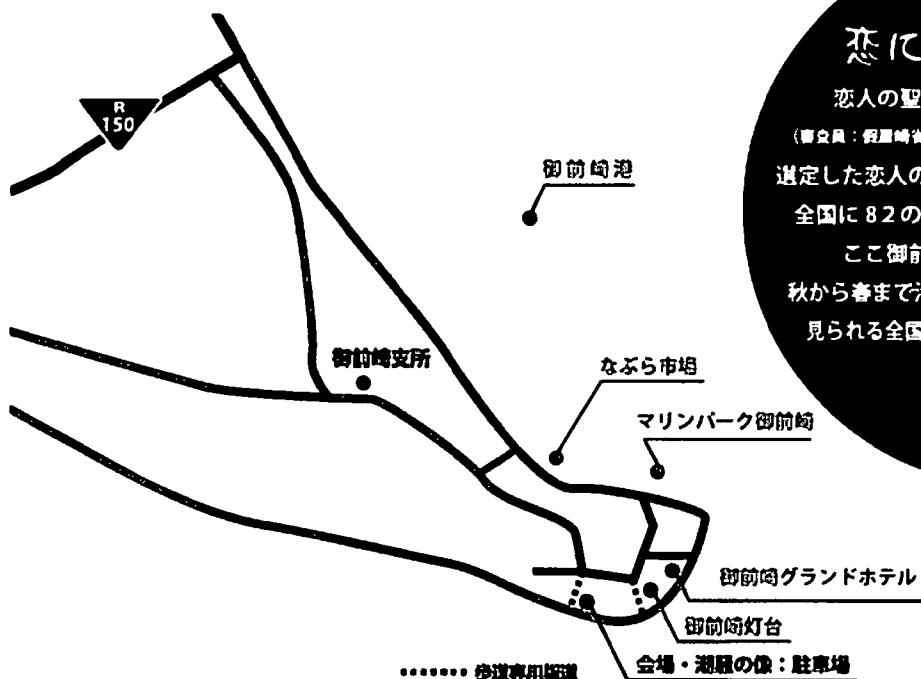 恋に
恋人の聖
選定した恋人の
全国に82の
ここ御前
秋から春まで
見られる全国
R
150
御前崎港
御前崎支所
なぶら市場
マリンパーク御前崎
御前崎グランドホテル
御前崎灯台
会場・潮騒の像:駐車場